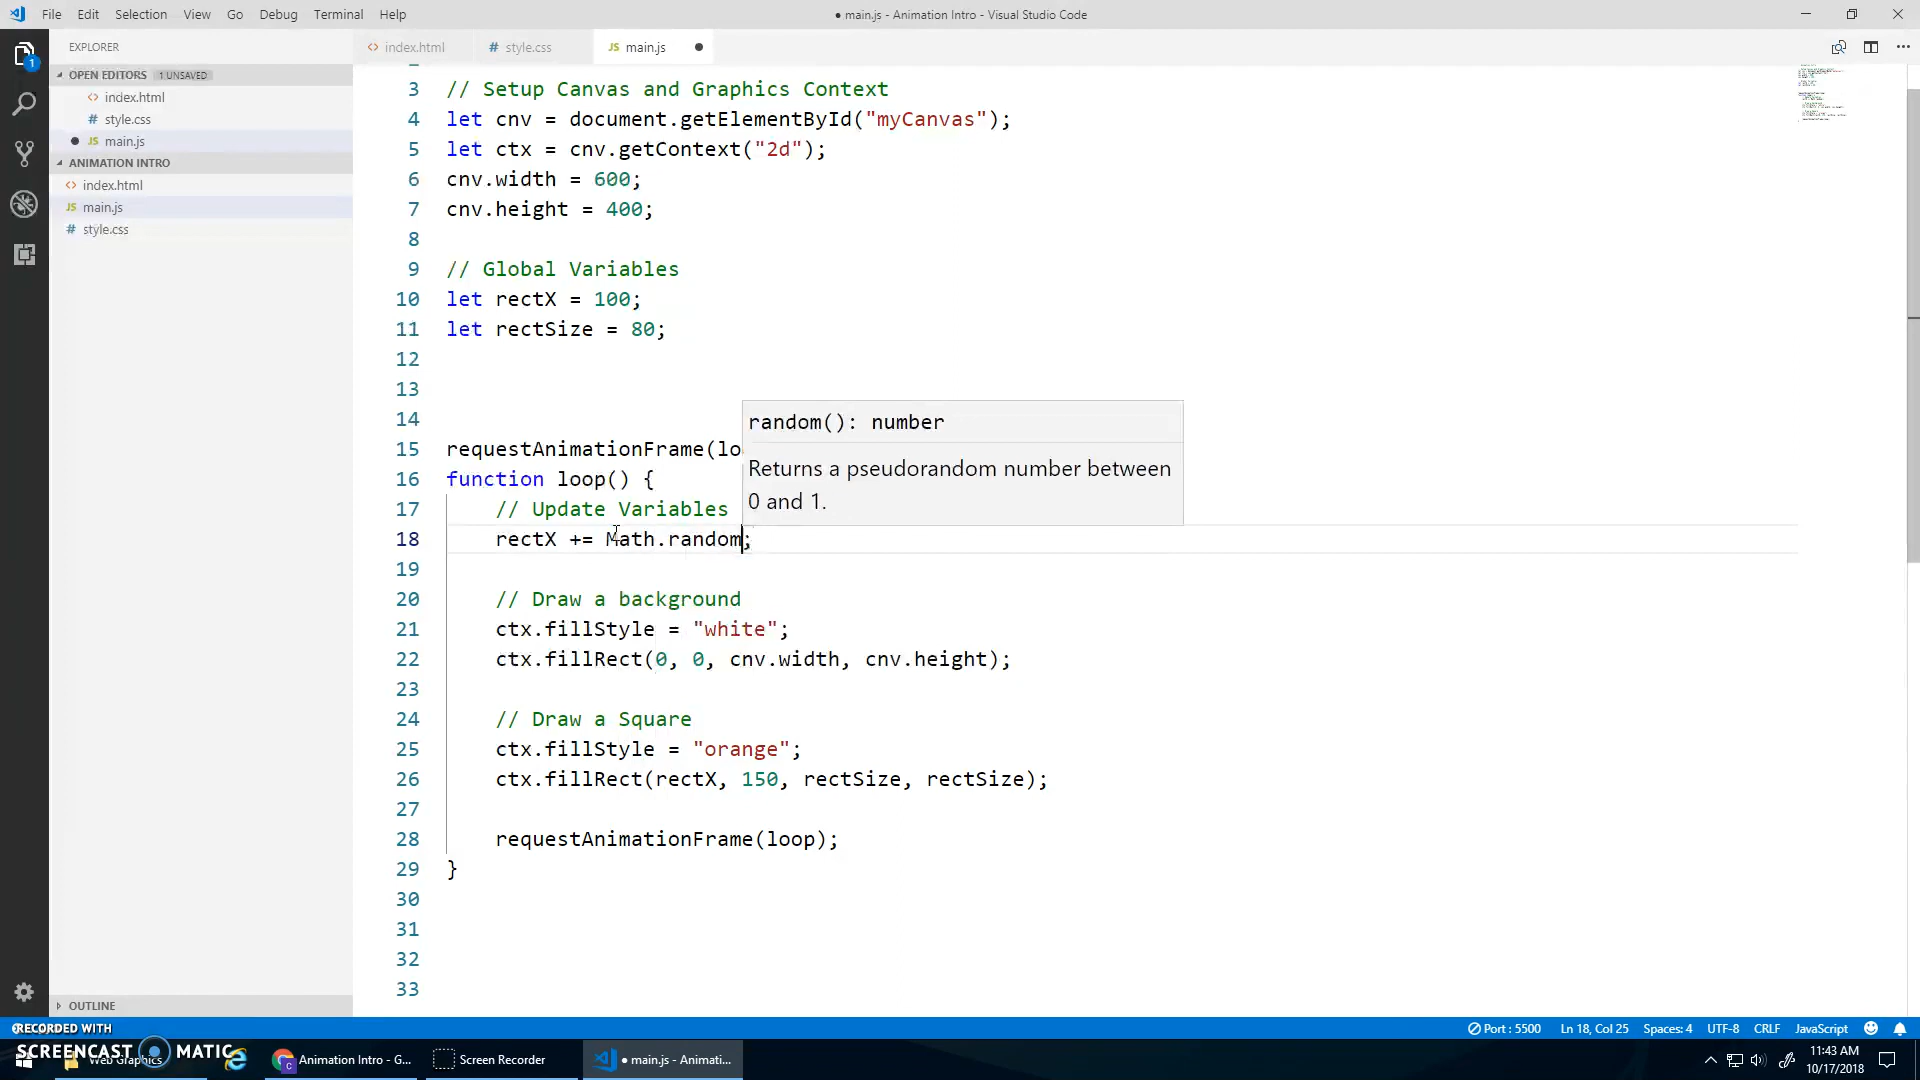 File Edit Selection View Go Debug Terminal Help
● main.js - Animation Intro - Visual Studio Code
EXPLORER
OPEN EDITORS 1 UNSAVED
index.html
style.css
main.js
ANIMATION INTRO
index.html
main.js
style.css
OUTLINE
index.html style.css main.js
3 // Setup Canvas and Graphics Context
4 let cnv = document.getElementById("myCanvas");
5 let ctx = cnv.getContext("2d");
6 cnv.width = 600;
7 cnv.height = 400;
8
9 // Global Variables
10 let rectX = 100;
11 let rectSize = 80;
12
13
14
15 requestAnimationFrame(lo
16 function loop() {
17 // Update Variables
18 rectX += Math.random;
19
20 // Draw a background
21 ctx.fillStyle = "white";
22 ctx.fillRect(0, 0, cnv.width, cnv.height);
23
24 // Draw a Square
25 ctx.fillStyle = "orange";
26 ctx.fillRect(rectX, 150, rectSize, rectSize);
27
28 requestAnimationFrame(loop);
29 }
30
31
32
33
random(): number
Returns a pseudorandom number between
0 and 1.
Port : 5500 Ln 18, Col 25 Spaces: 4 UTF-8 CRLF JavaScript
RECORDED WITH
SCREENCAST MATIC
Web Graphics
Animation Intro - G...
Screen Recorder
● main.js - Animati...
11:43 AM
10/17/2018